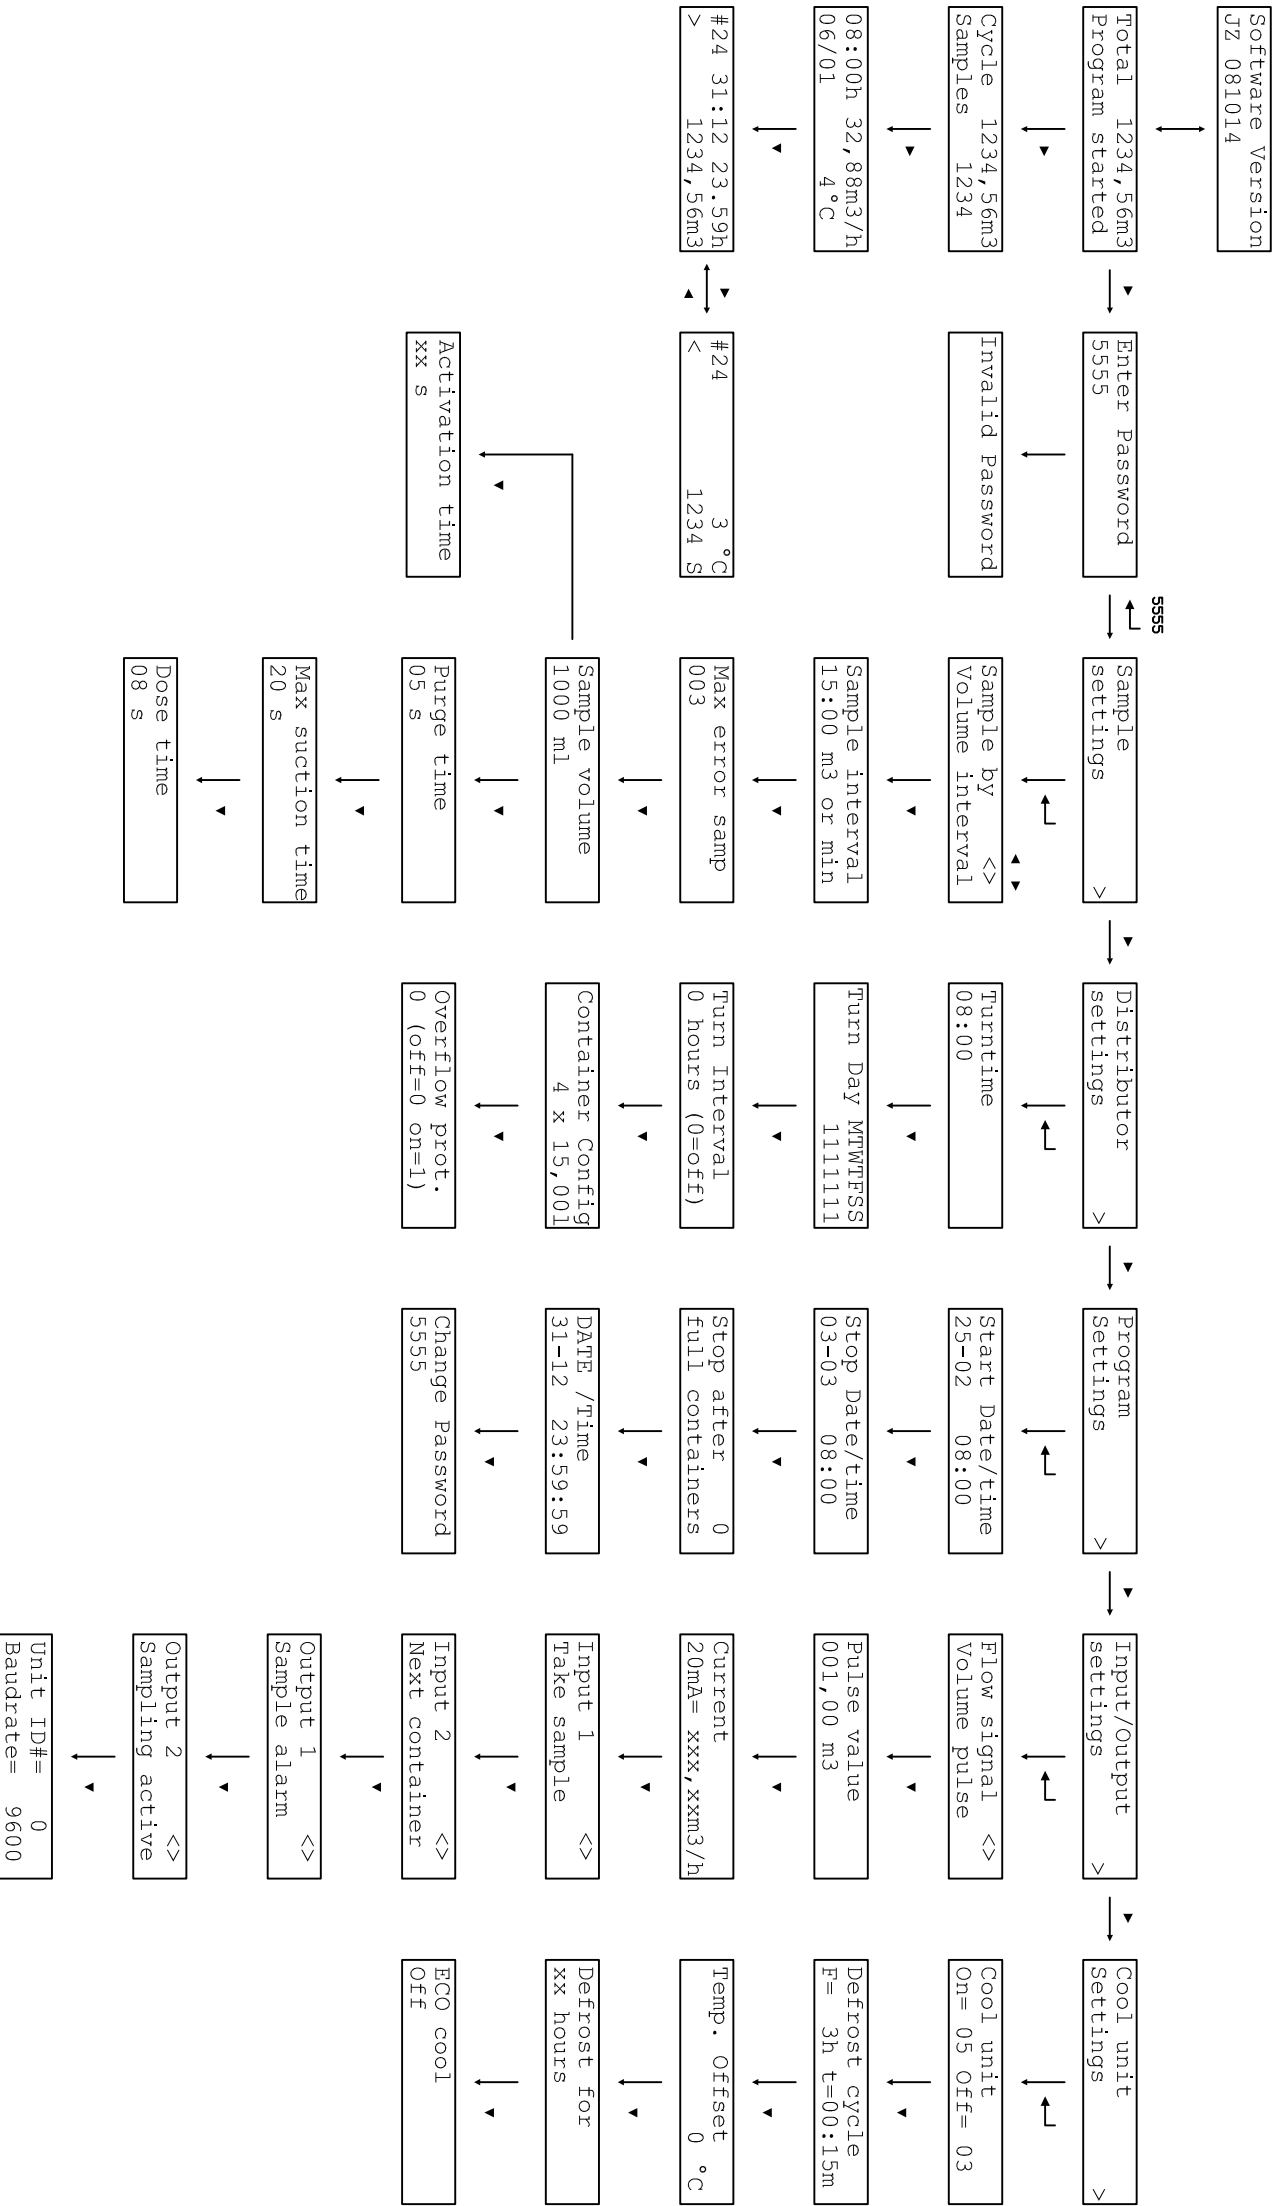 Software Version
JZ 081014
Total  1234,56m3
Program started
Cycle  1234,56m3
Samples    1234
08:00h  32,88m3/h
06/01      4°C
#24 31:12 23.59h
>    1234,56m3
Enter Password
5555
Invalid Password
#24         3 °C
<         1234 S
Activation time
xx s
5555
Sample
settings       >
Sample by     <>
Volume interval
Sample interval
15:00 m3 or min
Max error samp
003
Sample volume
1000 ml
Purge time
05 s
Max suction time
20 s
Dose time
08 s
Distributor
settings       >
Turntime
08:00
Turn Day MTWTFSS
1111111
Turn Interval
0 hours (0=off)
Container Config
4 x 15,00l
Overflow prot.
0 (off=0 on=1)
Program
Settings       >
Start Date/time
25-02   08:00
Stop Date/time
03-03   08:00
Stop after     0
full containers
DATE /Time
31-12  23:59:59
Change Password
5555
Input/Output
settings       >
Flow signal   <>
Volume pulse
Pulse value
001,00 m3
Current
20mA= xxx,xxm3/h
Input 1       <>
Take sample
Input 2       <>
Next container
Output 1      <>
Sample alarm
Output 2      <>
Sampling active
Unit ID#=   0
Baudrate=  9600
Cool unit
Settings       >
Cool unit
On= 05 Off= 03
Defrost cycle
F=  3h t=00:15m
Temp. Offset
0 °C
Defrost for
xx hours
ECO cool
Off